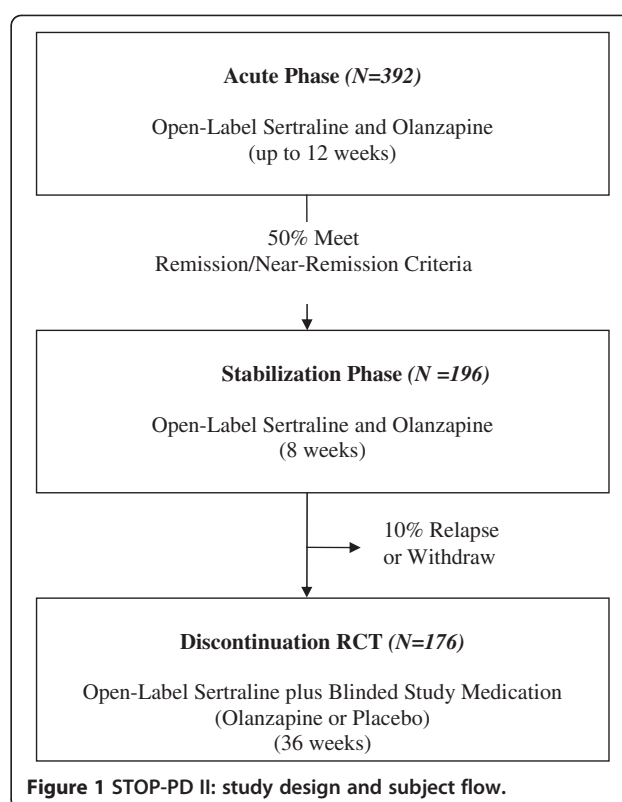 Acute Phase (N=392)
Open-Label Sertraline and Olanzapine
(up to 12 weeks)
50% Meet
Remission/Near-Remission Criteria
Stabilization Phase (N =196)
Open-Label Sertraline and Olanzapine
(8 weeks)
10% Relapse
or Withdraw
Discontinuation RCT (N=176)
Open-Label Sertraline plus Blinded Study Medication
(Olanzapine or Placebo)
(36 weeks)
Figure 1 STOP-PD II: study design and subject flow.